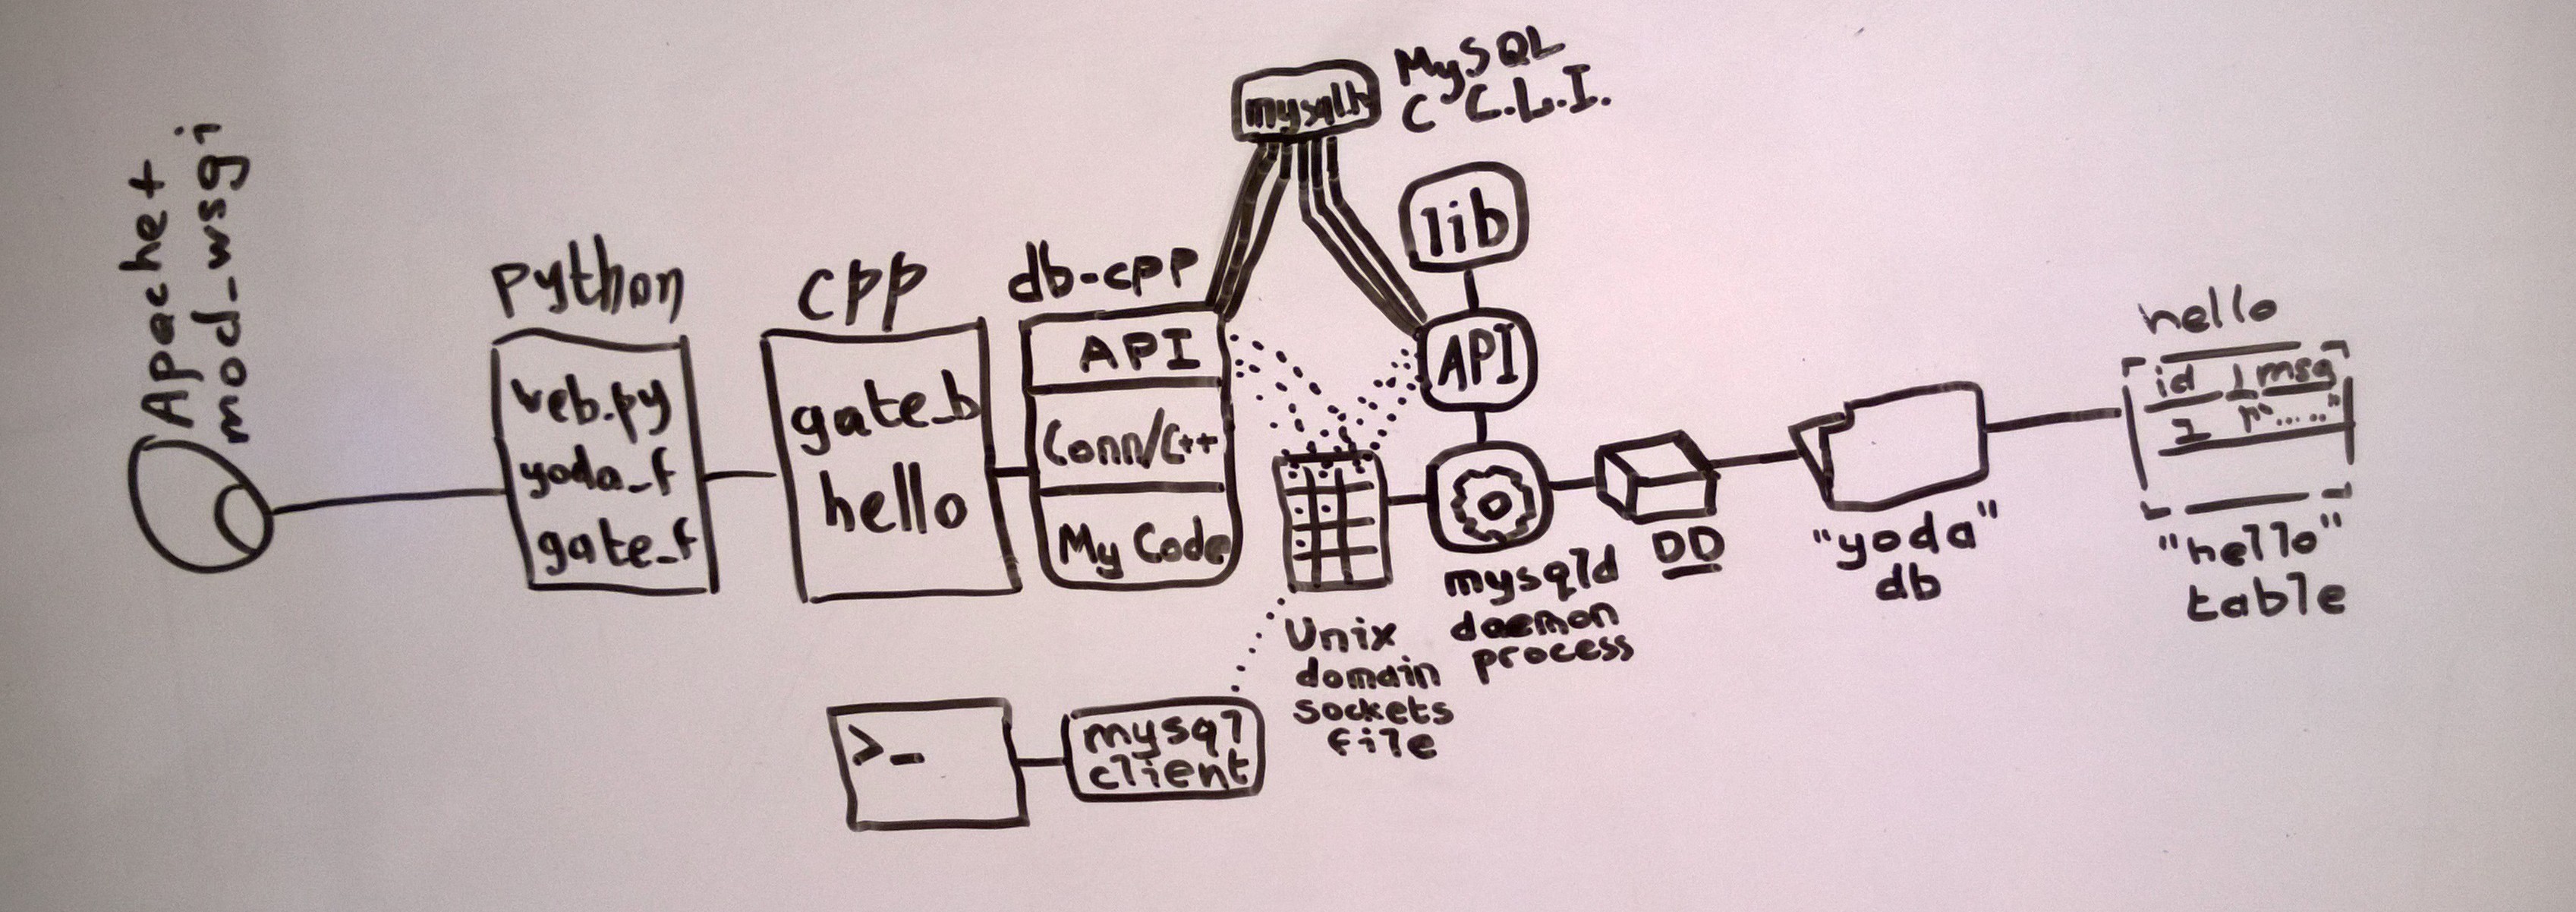 Apache +
mod_wsgi
python
web.py
yoda_f
gate_f
cpp
gate_b
hello
db-cpp
API
Conn/C++
My Code
MySQL
C C.L.I.
lib
API
Unix
domain
sockets
file
mysqld
daemon
process
DD
"yoda"
db
hello
id | msg
1
"....."
"hello"
table
>_
mysql
client